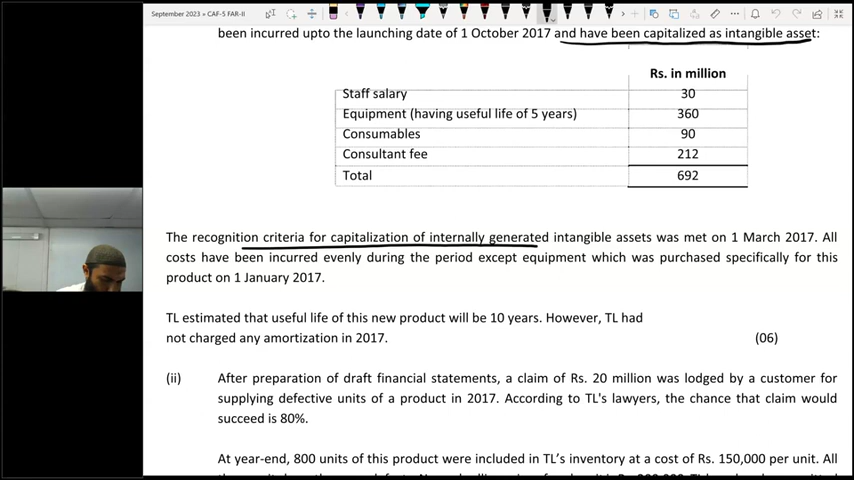 September 2023 » CAF-5 FAR-II
been incurred upto the launching date of 1 October 2017 and have been capitalized as intangible asset:
Rs. in million
Staff salary 30
Equipment (having useful life of 5 years) 360
Consumables 90
Consultant fee 212
Total 692
The recognition criteria for capitalization of internally generated intangible assets was met on 1 March 2017. All
costs have been incurred evenly during the period except equipment which was purchased specifically for this
product on 1 January 2017.
TL estimated that useful life of this new product will be 10 years. However, TL had
not charged any amortization in 2017. (06)
(ii) After preparation of draft financial statements, a claim of Rs. 20 million was lodged by a customer for
supplying defective units of a product in 2017. According to TL's lawyers, the chance that claim would
succeed is 80%.
At year-end, 800 units of this product were included in TL's inventory at a cost of Rs. 150,000 per unit. All